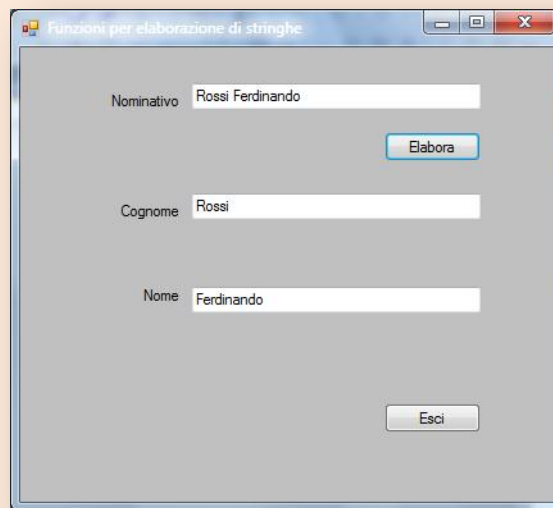 Funzioni per elaborazione di stringhe
Nominativo Rossi Ferdinando
Elabora
Cognome Rossi
Nome Ferdinando
Esci